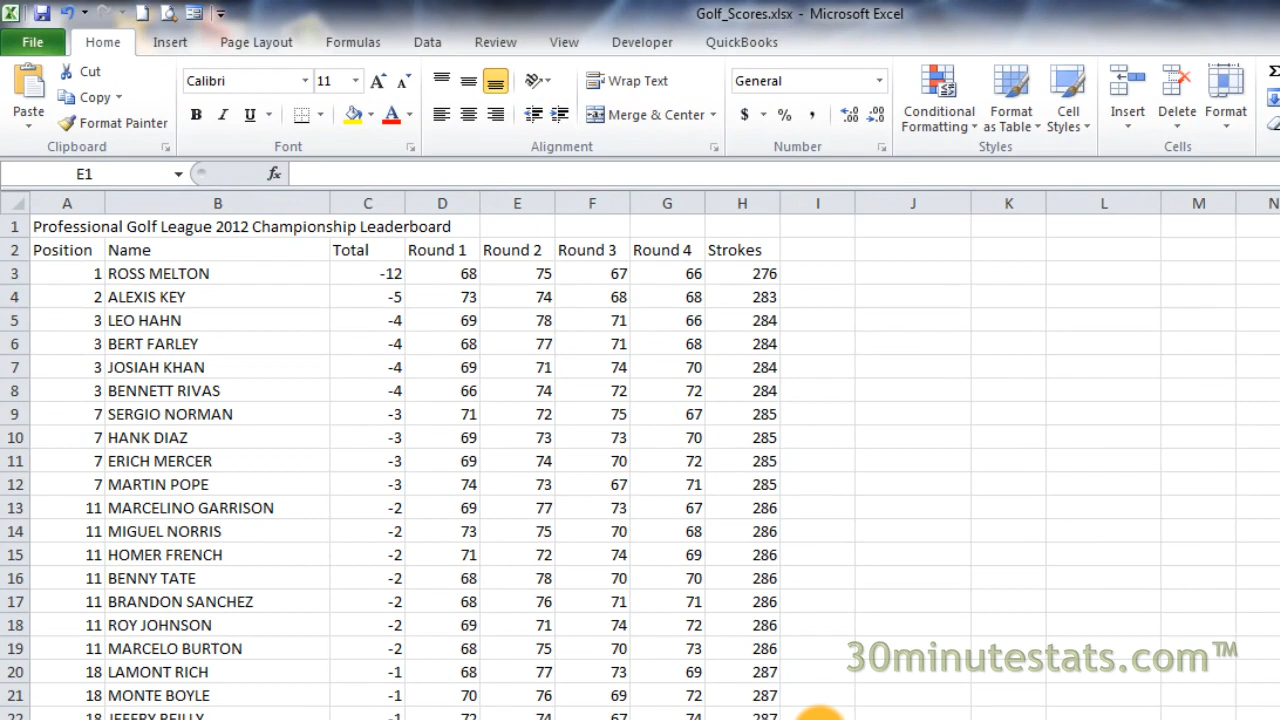 Golf_Scores.xlsx - Microsoft Excel
File Home Insert Page Layout Formulas Data Review View Developer QuickBooks
Cut
Calibri 11 Wrap Text General
Copy
Paste Format Painter B I U Merge & Center $ % , Conditional Formatting Format as Table Cell Styles Insert Delete Format
Clipboard Font Alignment Number Styles Cells
E1 fx
A B C D E F G H I J K L M N
1 Professional Golf League 2012 Championship Leaderboard
2 Position Name Total Round 1 Round 2 Round 3 Round 4 Strokes
3 1 ROSS MELTON -12 68 75 67 66 276
4 2 ALEXIS KEY -5 73 74 68 68 283
5 3 LEO HAHN -4 69 78 71 66 284
6 3 BERT FARLEY -4 68 77 71 68 284
7 3 JOSIAH KHAN -4 69 71 74 70 284
8 3 BENNETT RIVAS -4 66 74 72 72 284
9 7 SERGIO NORMAN -3 71 72 75 67 285
10 7 HANK DIAZ -3 69 73 73 70 285
11 7 ERICH MERCER -3 69 74 70 72 285
12 7 MARTIN POPE -3 74 73 67 71 285
13 11 MARCELINO GARRISON -2 69 77 73 67 286
14 11 MIGUEL NORRIS -2 73 75 70 68 286
15 11 HOMER FRENCH -2 71 72 74 69 286
16 11 BENNY TATE -2 68 78 70 70 286
17 11 BRANDON SANCHEZ -2 68 76 71 71 286
18 11 ROY JOHNSON -2 69 71 74 72 286
19 11 MARCELO BURTON -2 68 75 70 73 286
20 18 LAMONT RICH -1 68 77 73 69 287
21 18 MONTE BOYLE -1 70 76 69 72 287
22 18 JEFFRY REILLY -1 72 74 67 74 287
30minutestats.com™